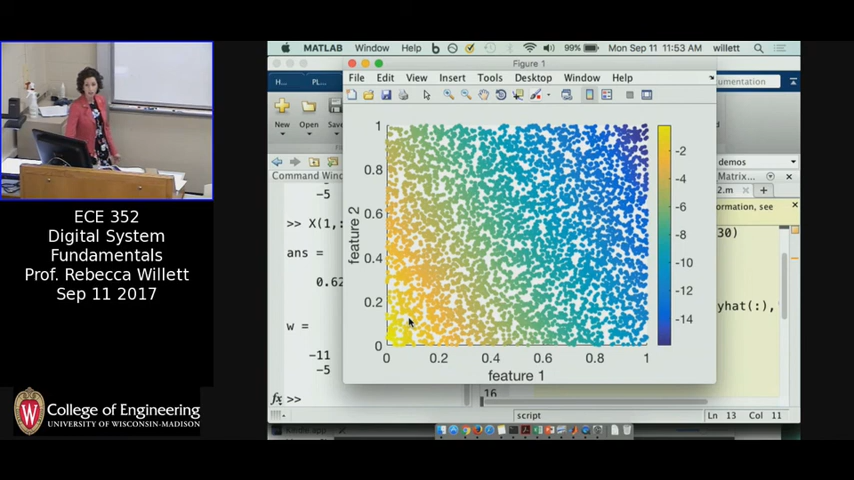 MATLAB Window Help 99% Mon Sep 11 11:53 AM willett
Figure 1
File Edit View Insert Tools Desktop Window Help
H... PL...
New Open Save
Command Window
-5
>> X(1,:
ans =
0.62
w =
-11
-5
fx >>
1
0.8
0.6
0.4
0.2
0
feature 2
0 0.2 0.4 0.6 0.8 1
feature 1
-2
-4
-6
-8
-10
-12
-14
demos
Matrix...
2.m
ormation, see
30)
yhat(:),
16
script Ln 13 Col 11
ECE 352
Digital System
Fundamentals
Prof. Rebecca Willett
Sep 11 2017
W
College of Engineering
UNIVERSITY OF WISCONSIN-MADISON